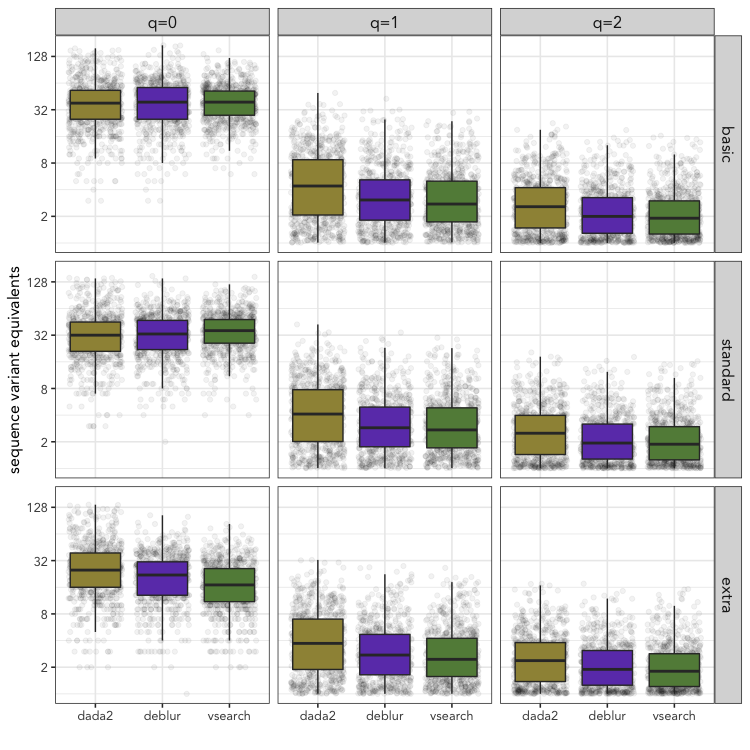 q=0 q=1 q=2
sequence variant equivalents
128
32
8
2
basic
128
32
8
2
standard
128
32
8
2
extra
dada2 deblur vsearch dada2 deblur vsearch dada2 deblur vsearch